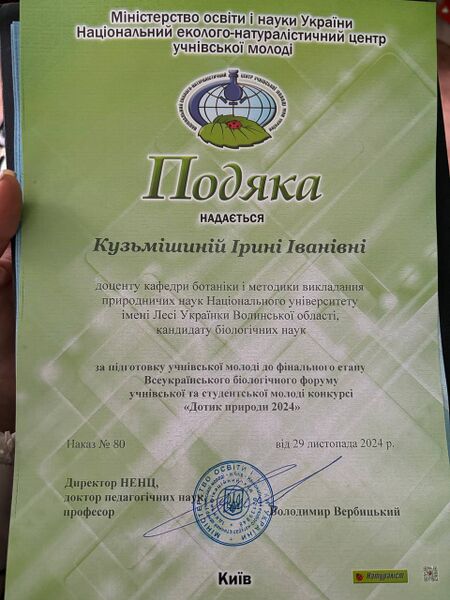 Міністерство освіти і науки України
Національний еколого-натуралістичний центр
учнівської молоді
Подяка
НАДАЄТЬСЯ
Кузьмішиній Ірині Іванівні
доценту кафедри ботаніки і методики викладання
природничих наук Національного університету
імені Лесі Українки Волинської області,
кандидату біологічних наук
за підготовку учнівської молоді до фінального етапу
Всеукраїнського біологічного форуму
учнівської та студентської молоді конкурсі
«Дотик природи 2024»
Наказ № 80 від 29 листопада 2024 р.
Директор НЕНЦ,
доктор педагогічних наук,
професор Володимир Вербицький
Київ
Натураліст